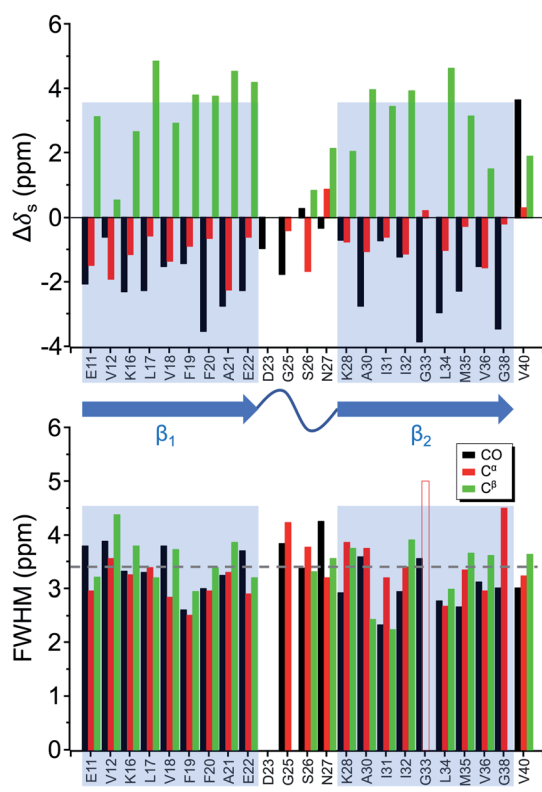 6
4
2
0
-2
-4
Δδs (ppm)
E11 V12 K16 L17 V18 F19 F20 A21 E22 D23 G25 S26 N27 K28 A30 I31 I32 G33 L34 M35 V36 G38 V40
β1 β2
6
5
4
3
2
1
0
FWHM (ppm)
CO
Cα
Cβ
E11 V12 K16 L17 V18 F19 F20 A21 E22 D23 G25 S26 N27 K28 A30 I31 I32 G33 L34 M35 V36 G38 V40